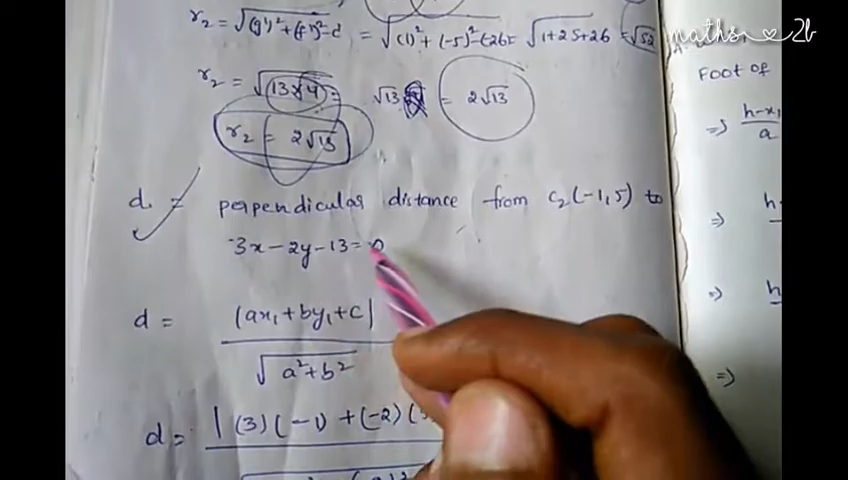 r2 = √(g')²+(f')²-d = √(1)²+(-5)²-(-26) = √1+25+26 = √52
maths ♡ 2b
Foot of
r2 = √13×4 = √13 = 2√13
⇒ h-x1
a
r2 = 2√13
d. = perpendicular distance from C2(-1,5) to
3x-2y-13=0
⇒ h
d = |ax1+by1+c|
√a²+b²
⇒ h
⇒
d = |(3)(-1)+(-2)(